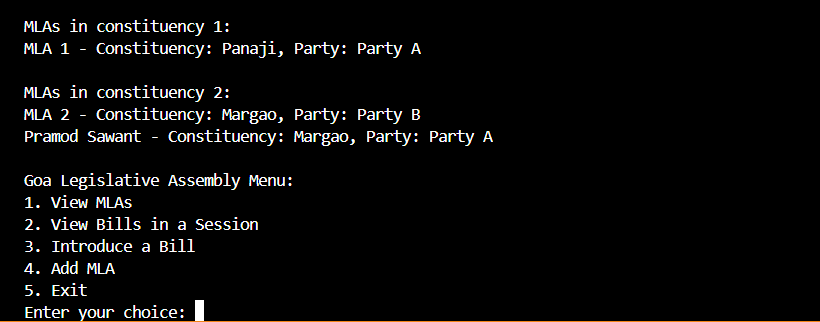 MLAs in constituency 1:
MLA 1 - Constituency: Panaji, Party: Party A
MLAs in constituency 2:
MLA 2 - Constituency: Margao, Party: Party B
Pramod Sawant - Constituency: Margao, Party: Party A
Goa Legislative Assembly Menu:
1. View MLAs
2. View Bills in a Session
3. Introduce a Bill
4. Add MLA
5. Exit
Enter your choice: